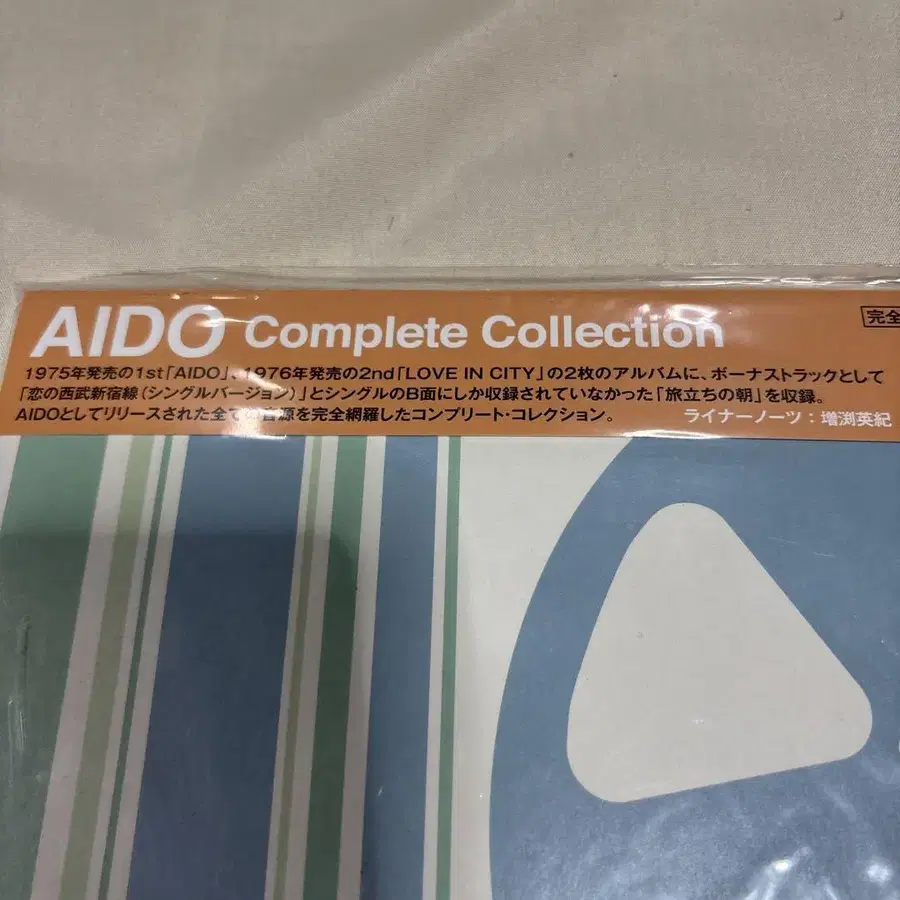 AIDO Complete Collection
完全
1975年発売の1st「AIDO」、1976年発売の2nd「LOVE IN CITY」の2枚のアルバムに、ボーナストラックとして
「恋の西武新宿線(シングルバージョン)」とシングルのB面にしか収録されていなかった「旅立ちの朝」を収録。
AIDOとしてリリースされた全ての音源を完全網羅したコンプリート・コレクション。
ライナーノーツ：増渕英紀